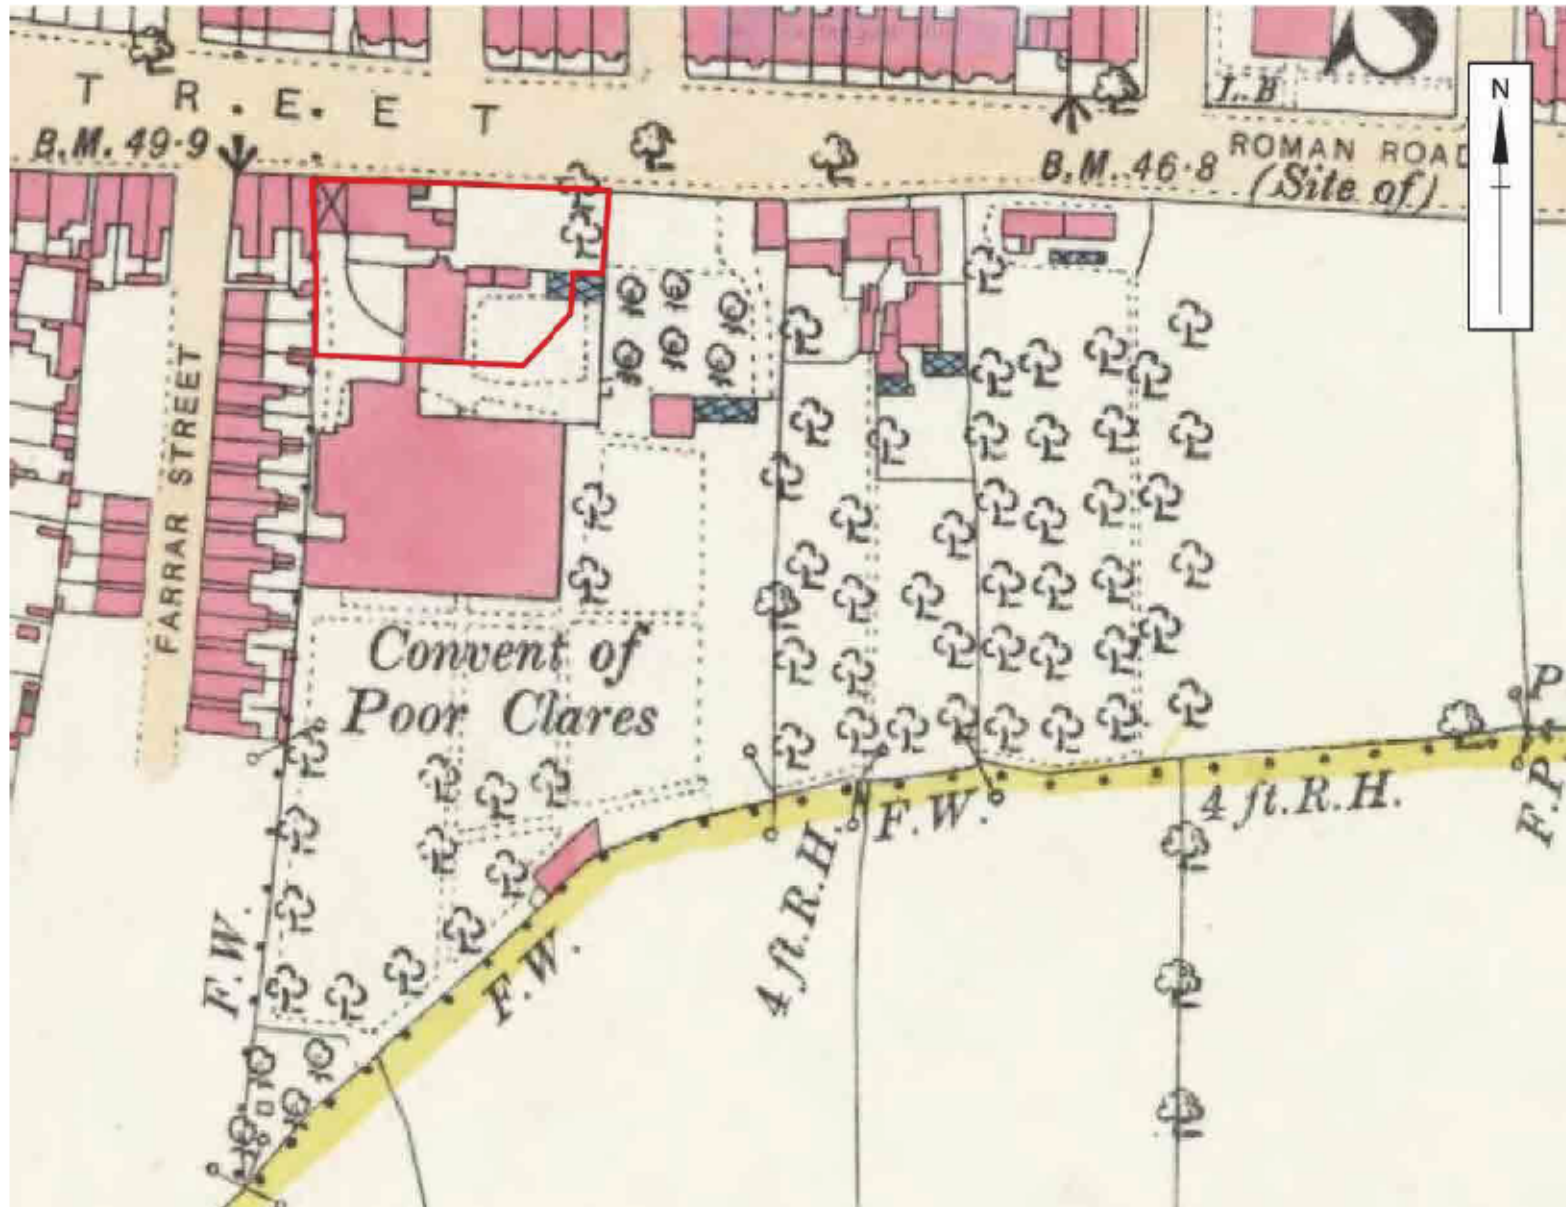 S
L.B
N
T R E E T
B.M. 49·9
B.M. 46·8
ROMAN ROAD
(Site of)
FARRAR STREET
Convent of
Poor Clares
P
F.P.
4 ft. R.H.
F.W.
4 ft. R.H.
F.W.
F.W.